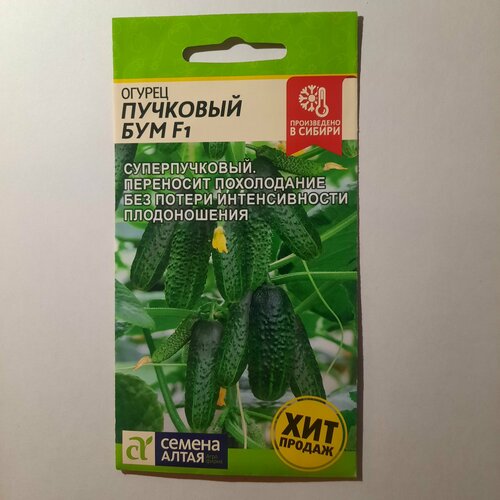 ОГУРЕЦ
ПУЧКОВЫЙ
БУМ F1
ПРОИЗВЕДЕНО
В СИБИРИ
СУПЕРПУЧКОВЫЙ.
ПЕРЕНОСИТ ПОХОЛОДАНИЕ
БЕЗ ПОТЕРИ ИНТЕНСИВНОСТИ
ПЛОДОНОШЕНИЯ
ХИТ
ПРОДАЖ
семена
АЛТАЯ